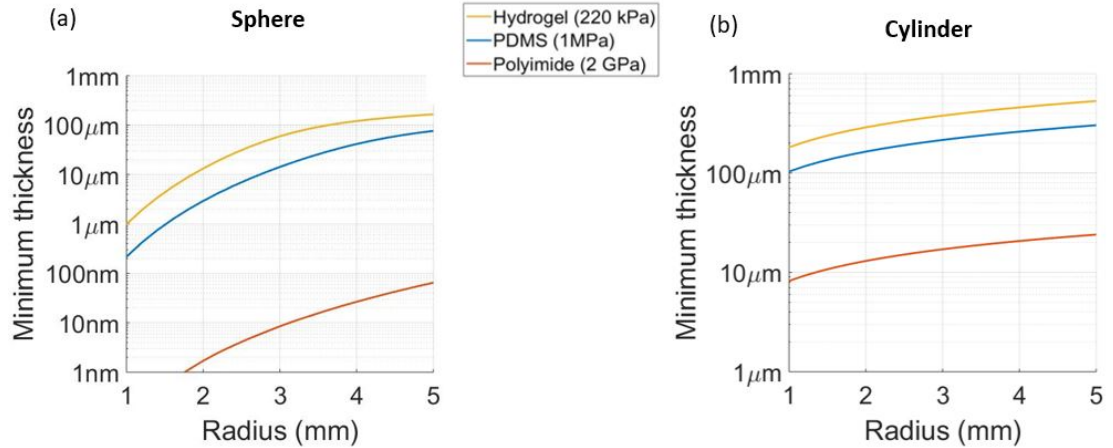 (a)
Sphere
Hydrogel (220 kPa)
PDMS (1MPa)
Polyimide (2 GPa)
(b)
Cylinder
Minimum thickness
1mm
100μm
10μm
1μm
100nm
10nm
1nm
1 2 3 4 5
Radius (mm)
Minimum thickness
1mm
100μm
10μm
1μm
1 2 3 4 5
Radius (mm)